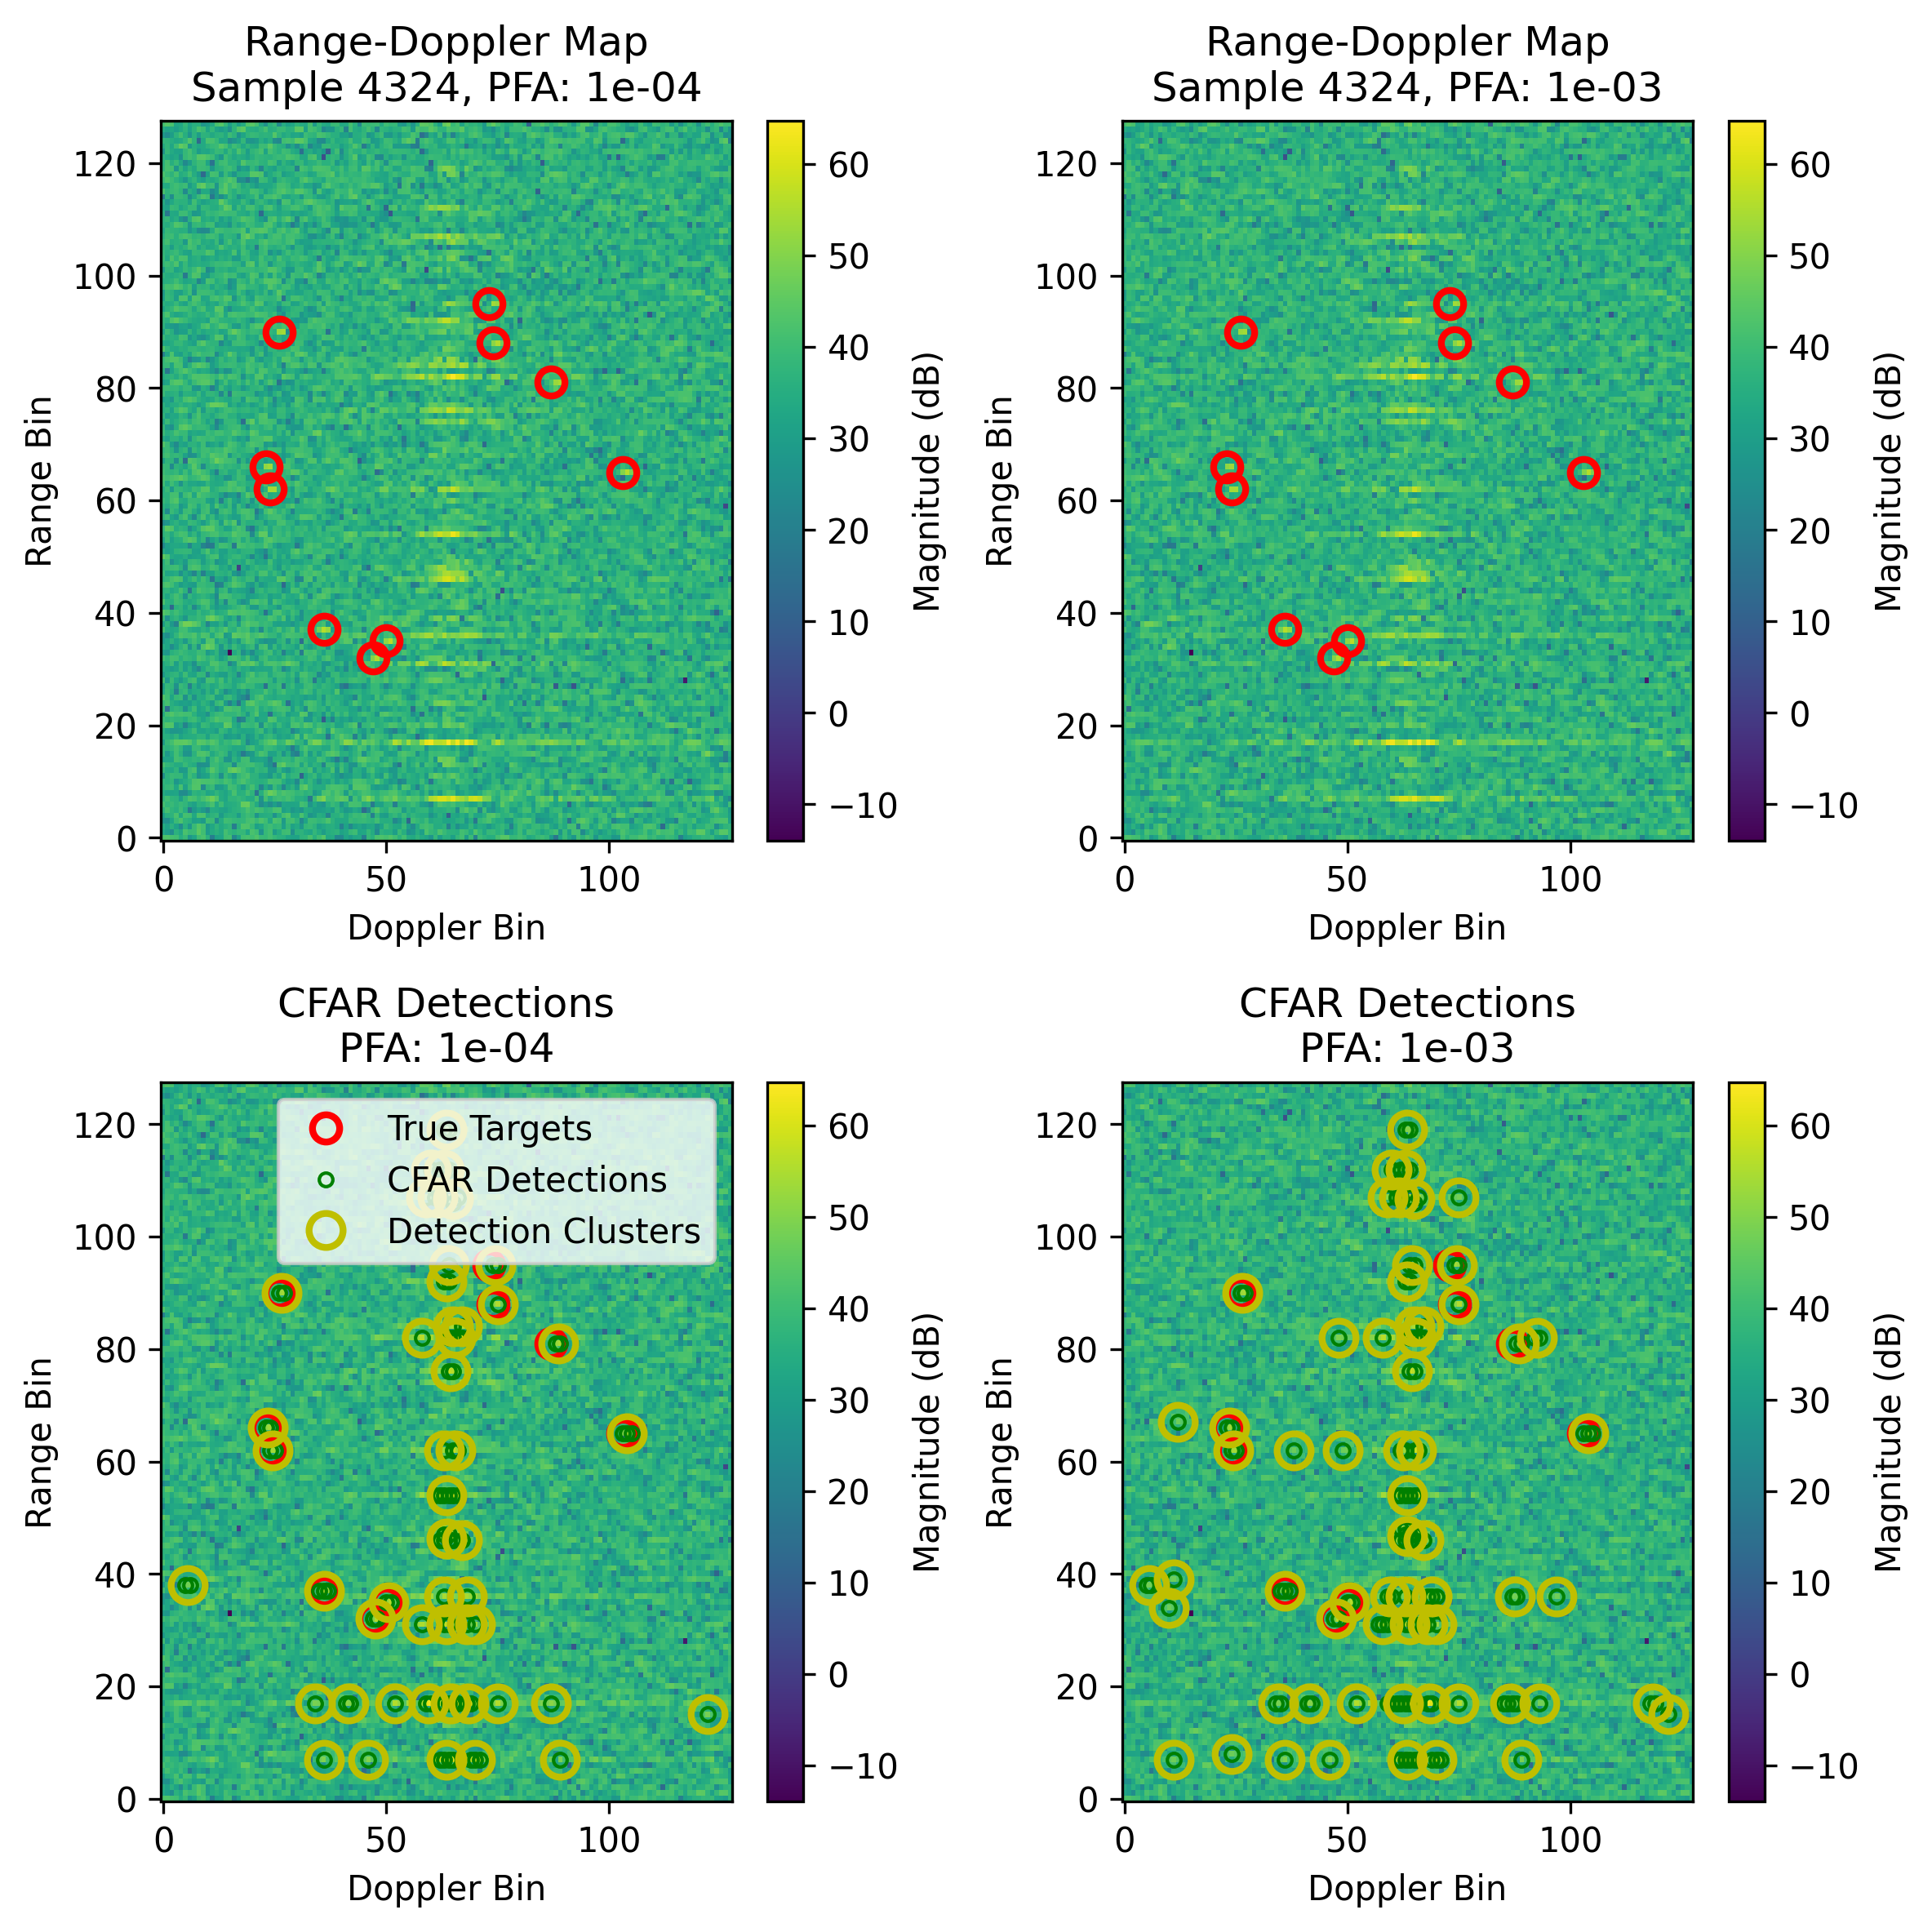 Range-Doppler Map
Sample 4324, PFA: 1e-04
120
100
80
60
40
20
0
Range Bin
0 50 100
Doppler Bin
60
50
40
30
20
10
0
−10
Magnitude (dB)
Range-Doppler Map
Sample 4324, PFA: 1e-03
120
100
80
60
40
20
0
Range Bin
0 50 100
Doppler Bin
60
50
40
30
20
10
0
−10
Magnitude (dB)
CFAR Detections
PFA: 1e-04
True Targets
CFAR Detections
Detection Clusters
120
100
80
60
40
20
0
Range Bin
0 50 100
Doppler Bin
60
50
40
30
20
10
0
−10
Magnitude (dB)
CFAR Detections
PFA: 1e-03
120
100
80
60
40
20
0
Range Bin
0 50 100
Doppler Bin
60
50
40
30
20
10
0
−10
Magnitude (dB)